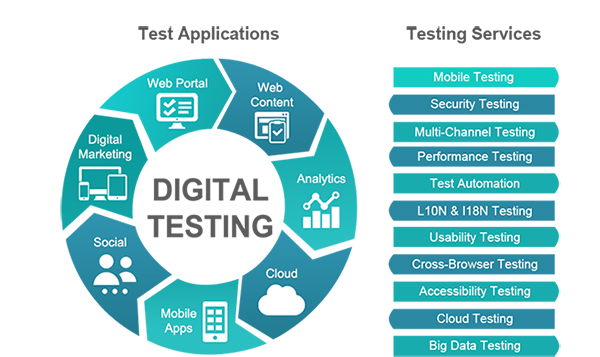 Test Applications
Web Portal
Web
Content
Analytics
Cloud
Mobile
Apps
Social
Digital
Marketing
DIGITAL
TESTING
Testing Services
Mobile Testing
Security Testing
Multi-Channel Testing
Performance Testing
Test Automation
L10N & I18N Testing
Usability Testing
Cross-Browser Testing
Accessibility Testing
Cloud Testing
Big Data Testing